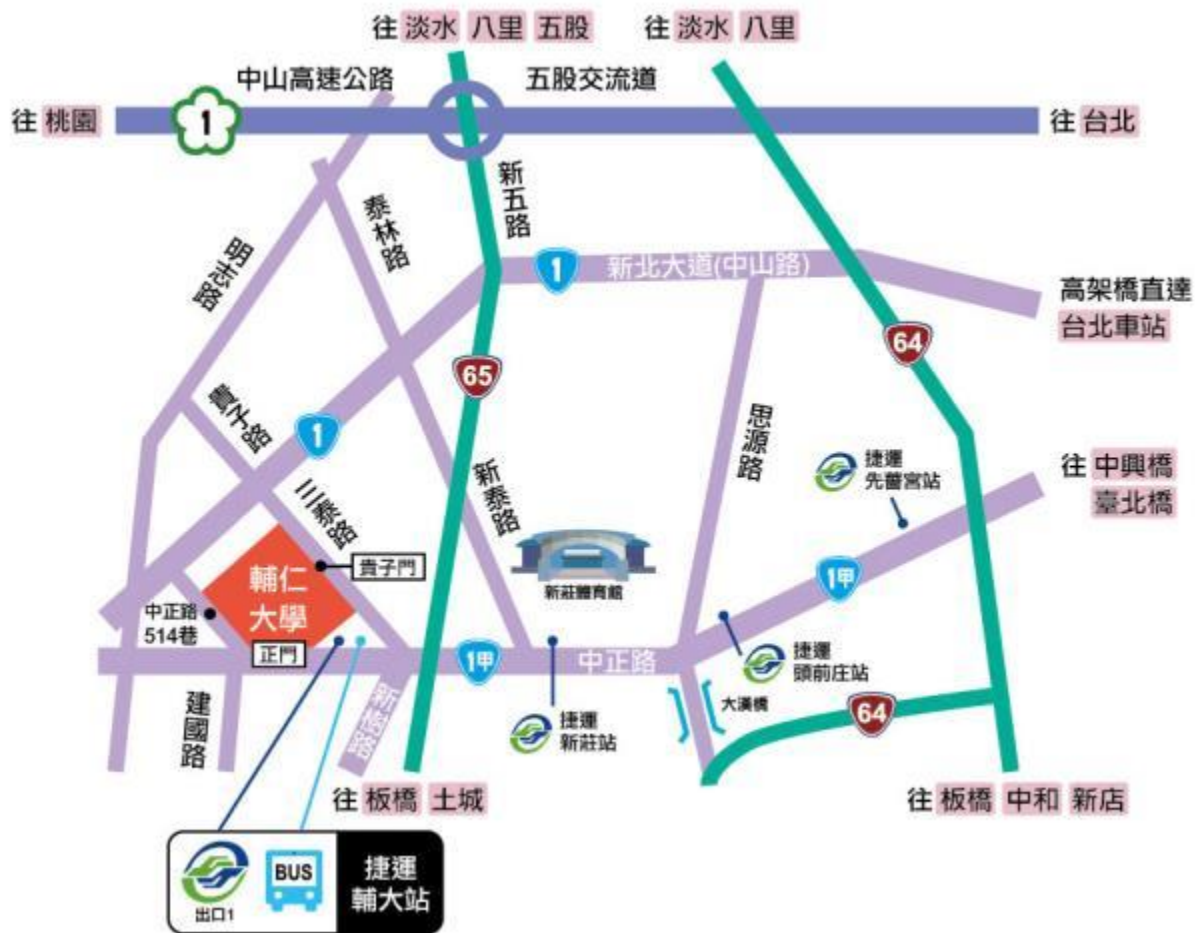 往 淡水 八里 五股
往 淡水 八里
中山高速公路
五股交流道
往 桃園
1
往 台北
新五路
泰林路
明志路
1
新北大道(中山路)
高架橋直達
台北車站
64
65
貴子路
1
思源路
捷運
先嗇宮站
往 中興橋
臺北橋
新泰路
三泰路
新莊體育館
1甲
輔仁
大學
貴子門
中正路
514巷
正門
1甲
中正路
捷運
頭前庄站
建國路
捷運
新莊站
大漢橋
64
往 板橋 土城
往 板橋 中和 新店
BUS
出口1
捷運
輔大站